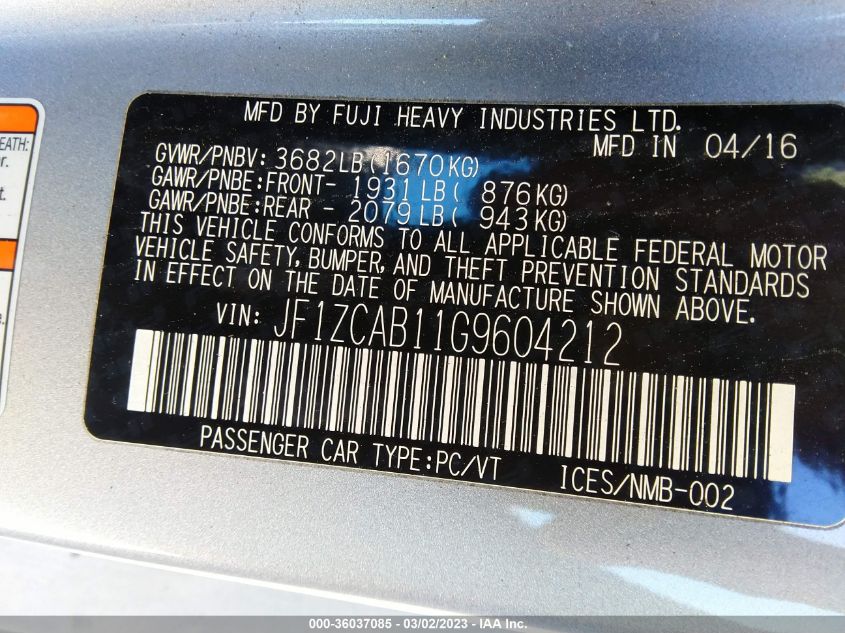 EATH:
MFD BY FUJI HEAVY INDUSTRIES LTD.
MFD IN 04/16
GVWR/PNBV: 3682LB(1670KG)
GAWR/PNBE:FRONT- 1931LB( 876KG)
GAWR/PNBE:REAR - 2079LB( 943KG)
THIS VEHICLE CONFORMS TO ALL APPLICABLE FEDERAL MOTOR
VEHICLE SAFETY, BUMPER, AND THEFT PREVENTION STANDARDS
IN EFFECT ON THE DATE OF MANUFACTURE SHOWN ABOVE.
VIN: JF1ZCAB11G9604212
PASSENGER CAR TYPE:PC/VT
ICES/NMB-002
000-36037085 - 03/02/2023 - IAA Inc.